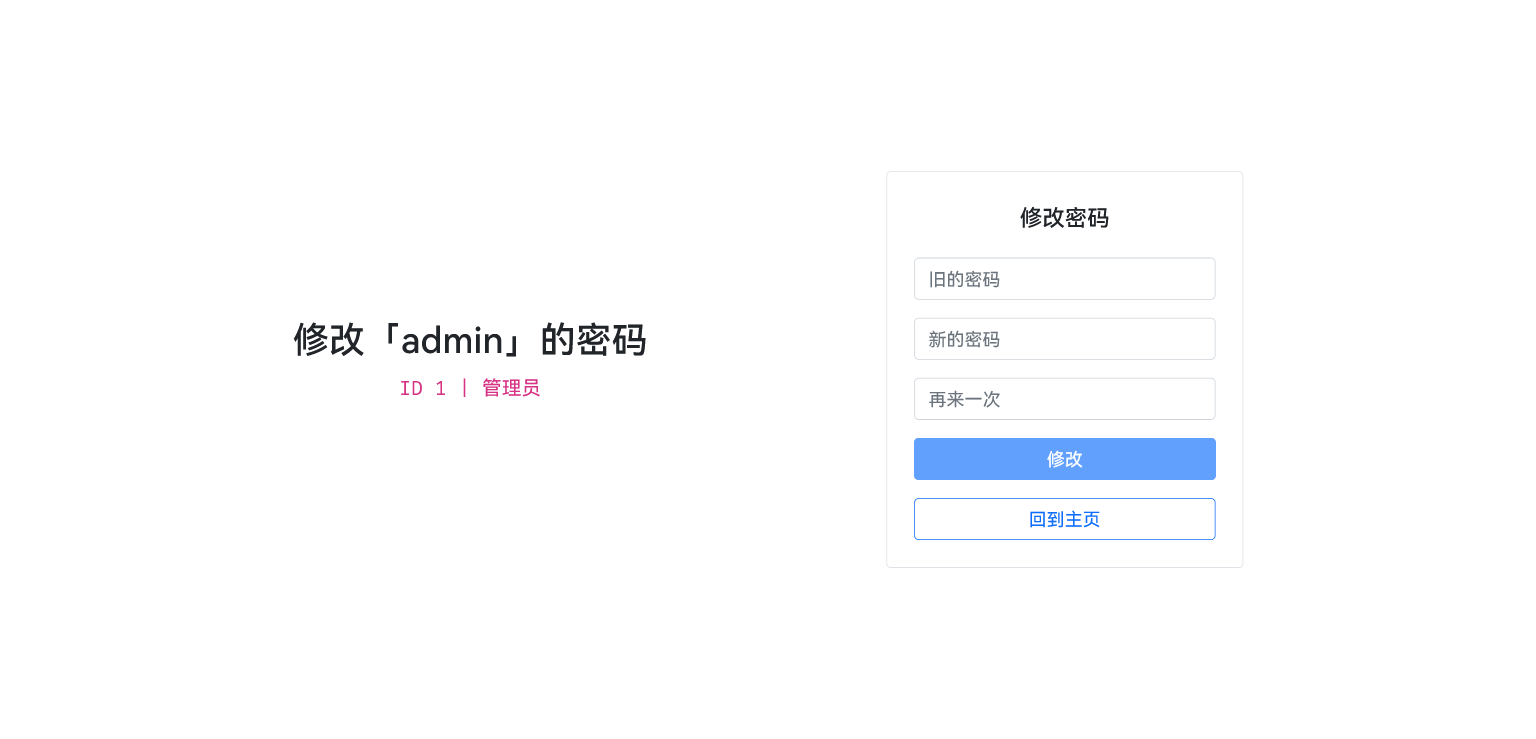 修改「admin」的密码
ID 1 | 管理员
修改密码
旧的密码
新的密码
再来一次
修改
回到主页